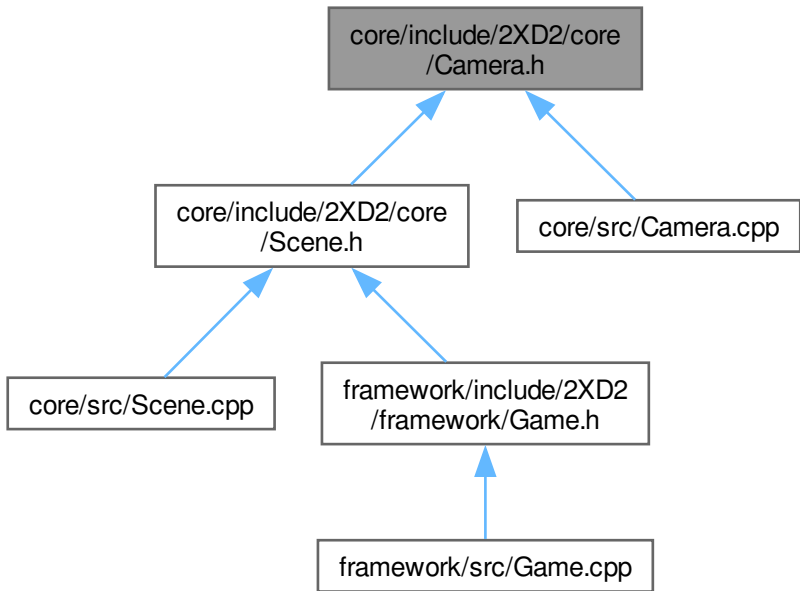 core/include/2XD2/core
/Camera.h
core/include/2XD2/core
/Scene.h
core/src/Camera.cpp
core/src/Scene.cpp
framework/include/2XD2
/framework/Game.h
framework/src/Game.cpp